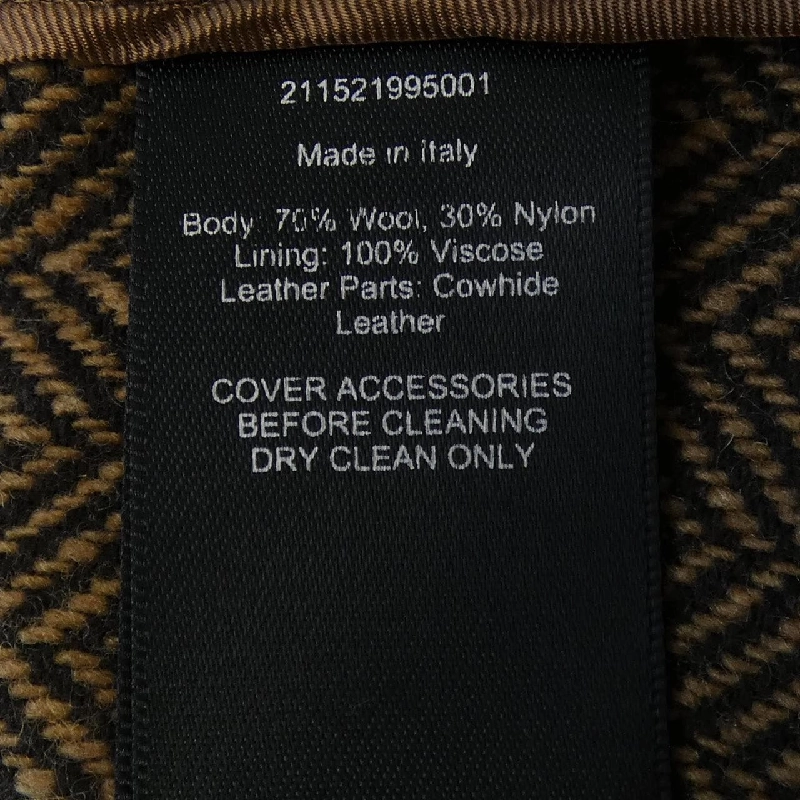 211521995001
Made in Italy
Body: 70% Wool, 30% Nylon
Lining: 100% Viscose
Leather Parts: Cowhide
Leather
COVER ACCESSORIES
BEFORE CLEANING
DRY CLEAN ONLY